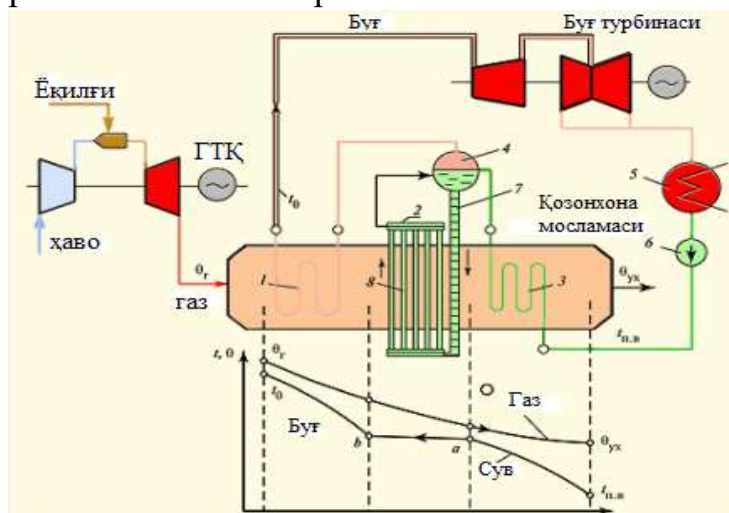 Буғ
Буғ турбинаси
Ёқилғи
ГТҚ
ҳаво
t₀
4
7
2
5
Қозонхона
мосламаси
6
θг
газ
1
8
3
θух
tп.в
t, θ
θг
t₀
Буғ
b
a
Газ
Сув
θух
tп.в